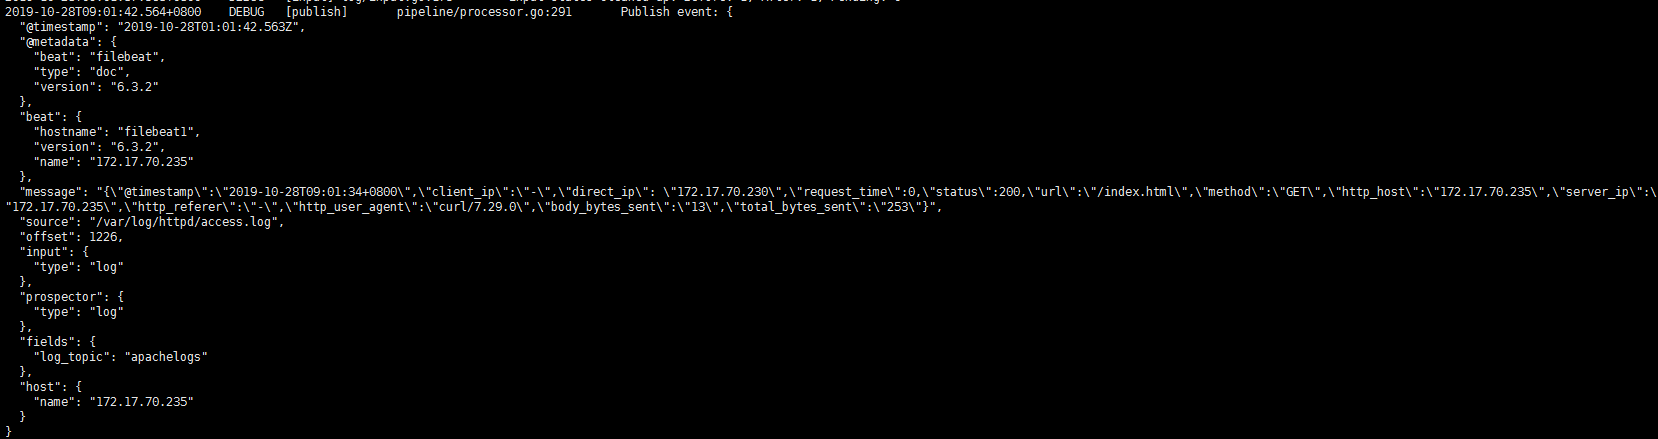 2019-10-28T09:01:42.564+0800    DEBUG   [publish]       pipeline/processor.go:291       Publish event: {
  "@timestamp": "2019-10-28T01:01:42.563Z",
  "@metadata": {
    "beat": "filebeat",
    "type": "doc",
    "version": "6.3.2"
  },
  "beat": {
    "hostname": "filebeat1",
    "version": "6.3.2",
    "name": "172.17.70.235"
  },
  "message": "{\"@timestamp\":\"2019-10-28T09:01:34+0800\",\"client_ip\":\"-\",\"direct_ip\": \"172.17.70.230\",\"request_time\":0,\"status\":200,\"url\":\"/index.html\",\"method\":\"GET\",\"http_host\":\"172.17.70.235\",\"server_ip\":\
"172.17.70.235\",\"http_referer\":\"-\",\"http_user_agent\":\"curl/7.29.0\",\"body_bytes_sent\":\"13\",\"total_bytes_sent\":\"253\"}",
  "source": "/var/log/httpd/access.log",
  "offset": 1226,
  "input": {
    "type": "log"
  },
  "prospector": {
    "type": "log"
  },
  "fields": {
    "log_topic": "apachelogs"
  },
  "host": {
    "name": "172.17.70.235"
  }
}